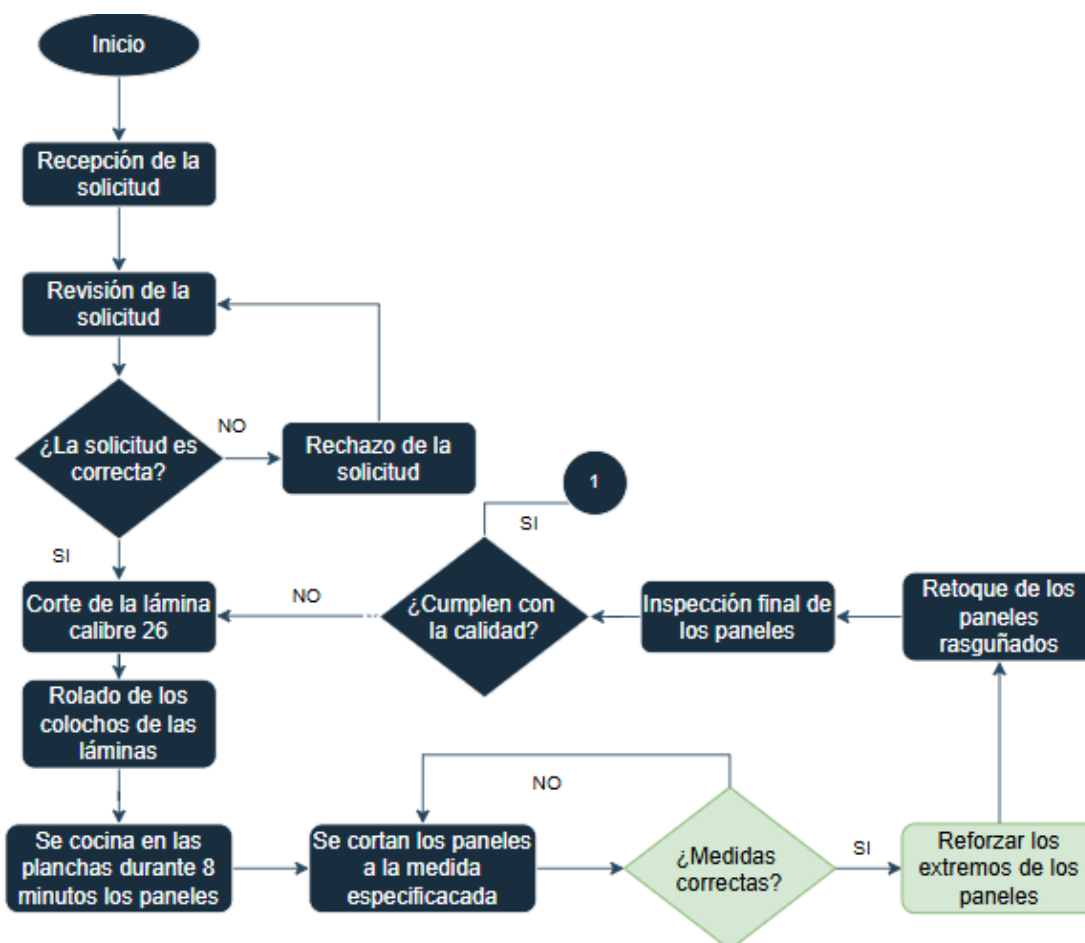 Inicio
Recepción de la
solicitud
Revisión de la
solicitud
¿La solicitud es
correcta?
NO
Rechazo de la
solicitud
SI
Corte de la lámina
calibre 26
Rolado de los
colochos de las
láminas
Se cocina en las
planchas durante 8
minutos los paneles
Se cortan los paneles
a la medida
especificacada
¿Medidas
correctas?
NO
SI
Reforzar los
extremos de los
paneles
Retoque de los
paneles
rasguñados
Inspección final de
los paneles
¿Cumplen con
la calidad?
NO
SI
1